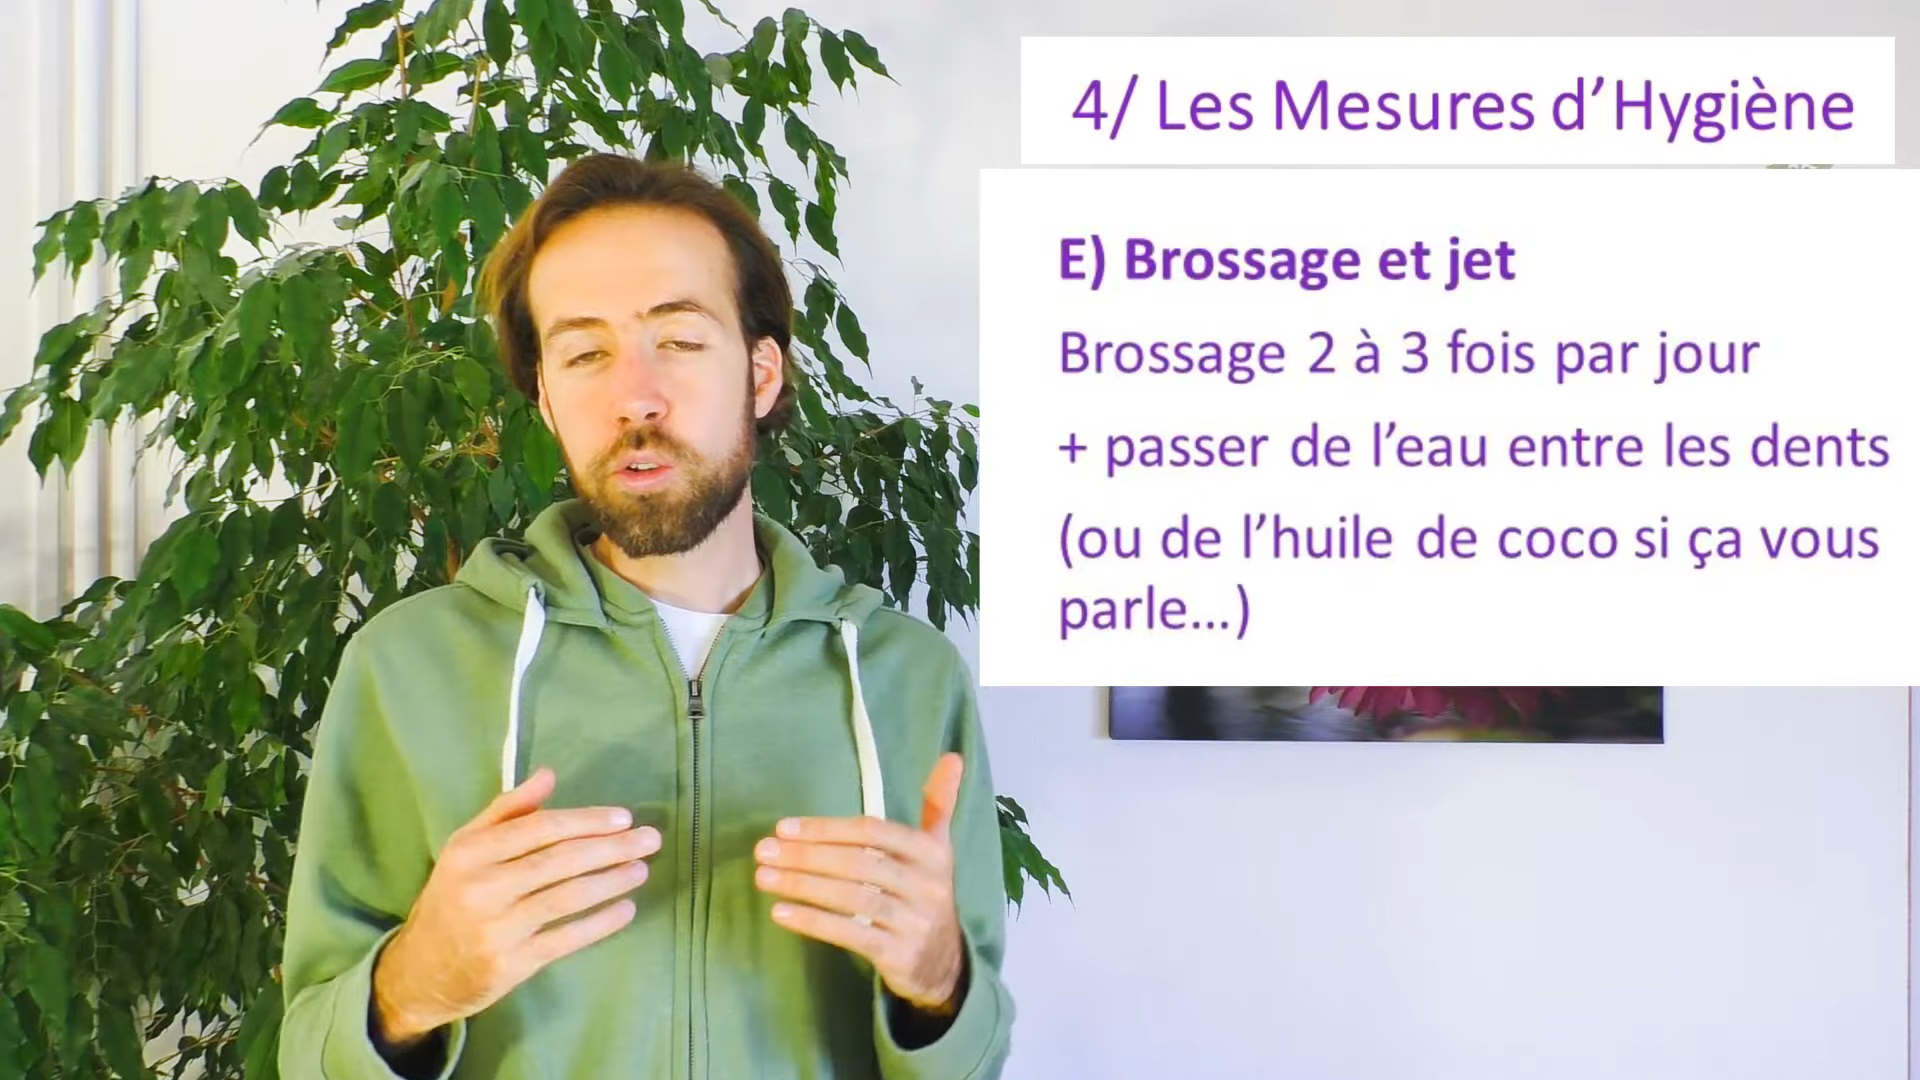 4/ Les Mesures d’Hygiène
E) Brossage et jet
Brossage 2 à 3 fois par jour
+ passer de l’eau entre les dents
(ou de l’huile de coco si ça vous
parle...)